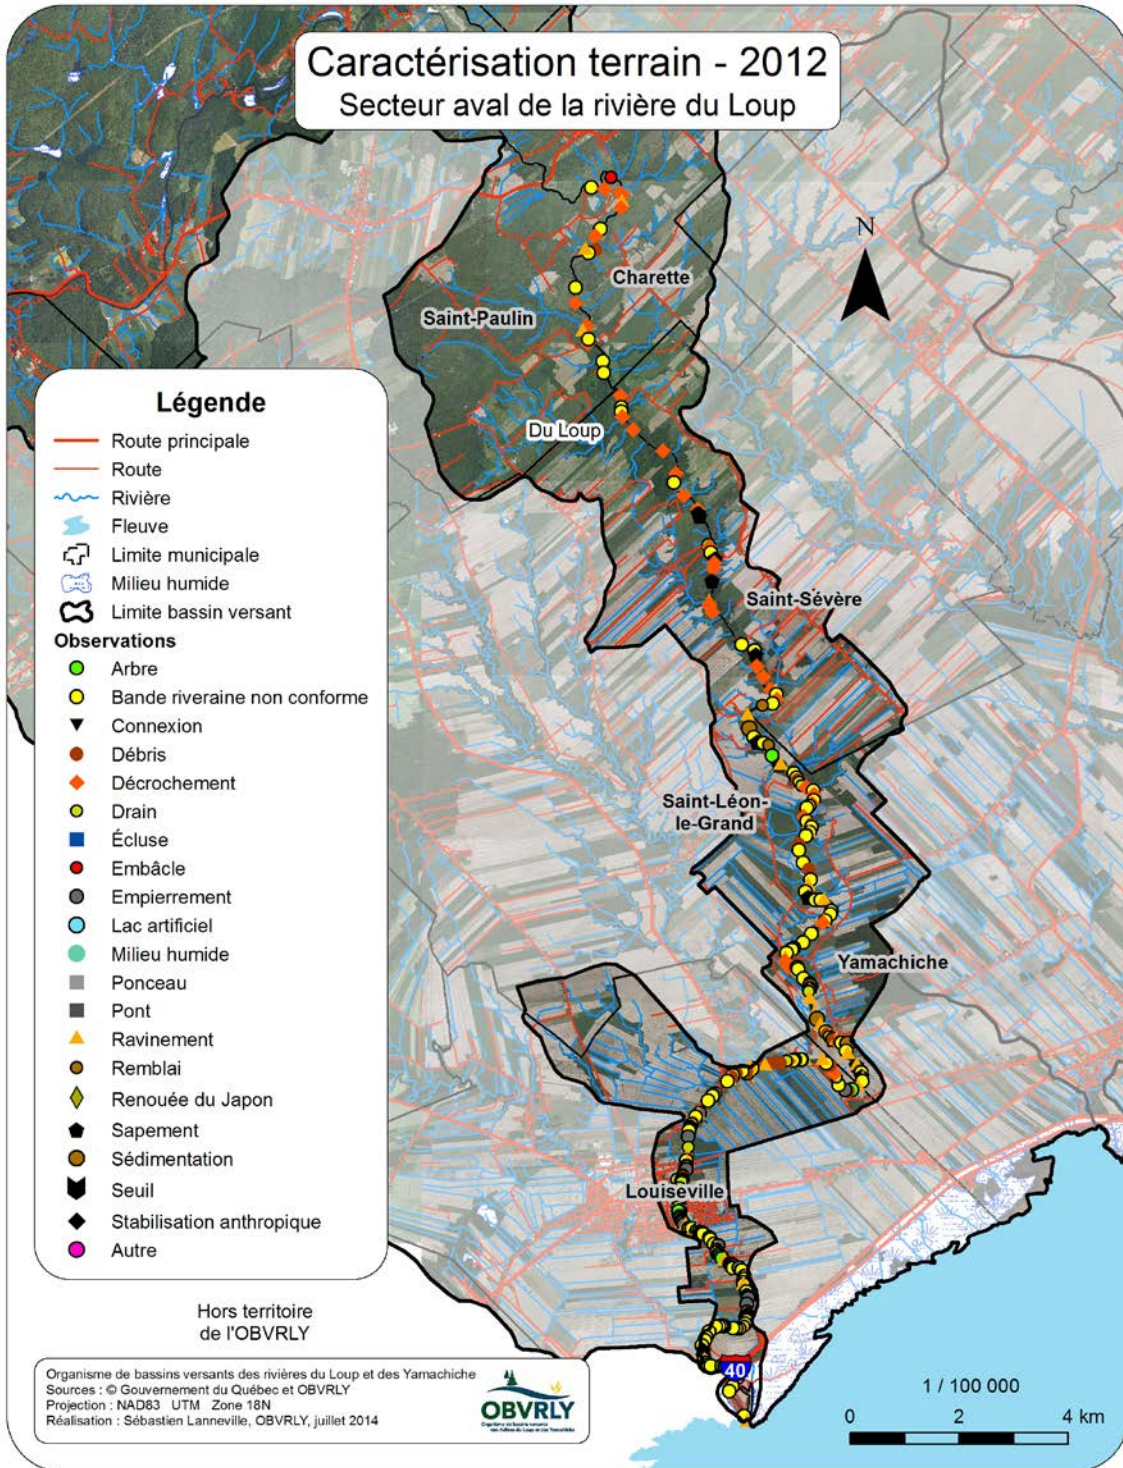 Caractérisation terrain - 2012
Secteur aval de la rivière du Loup
N
Charette
Saint-Paulin
Du Loup
Saint-Sévère
Saint-Léon-
le-Grand
Yamachiche
Louiseville
40
Légende
Route principale
Route
Rivière
Fleuve
Limite municipale
Milieu humide
Limite bassin versant
Observations
Arbre
Bande riveraine non conforme
Connexion
Débris
Décrochement
Drain
Écluse
Embâcle
Empierrement
Lac artificiel
Milieu humide
Ponceau
Pont
Ravinement
Remblai
Renouée du Japon
Sapement
Sédimentation
Seuil
Stabilisation anthropique
Autre
Hors territoire
de l'OBVRLY
Organisme de bassins versants des rivières du Loup et des Yamachiche
Sources : © Gouvernement du Québec et OBVRLY
Projection : NAD83 UTM Zone 18N
Réalisation : Sébastien Lanneville, OBVRLY, juillet 2014
OBVRLY
1 / 100 000
0 2 4 km